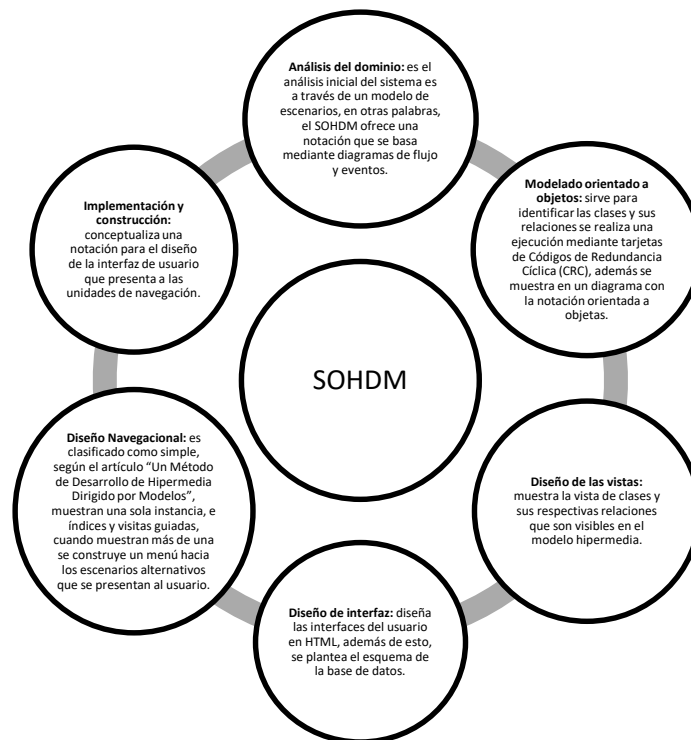 Análisis del dominio: es el
análisis inicial del sistema es
a través de un modelo de
escenarios, en otras palabras,
el SOHDM ofrece una
notación que se basa
mediante diagramas de flujo
y eventos.
Modelado orientado a
objetos: sirve para
identificar las clases y sus
relaciones se realiza una
ejecución mediante tarjetas
de Códigos de Redundancia
Cíclica (CRC), además se
muestra en un diagrama con
la notación orientada a
objetas.
Diseño de las vistas:
muestra la vista de clases y
sus respectivas relaciones
que son visibles en el
modelo hipermedia.
Diseño de interfaz: diseña
las interfaces del usuario
en HTML, además de esto,
se plantea el esquema de
la base de datos.
Diseño Navegacional: es
clasificado como simple,
según el artículo “Un Método
de Desarrollo de Hipermedia
Dirigido por Modelos”,
muestran una sola instancia, e
índices y visitas guiadas,
cuando muestran más de una
se construye un menú hacia
los escenarios alternativos
que se presentan al usuario.
Implementación y
construcción:
conceptualiza una
notación para el diseño
de la interfaz de usuario
que presenta a las
unidades de navegación.
SOHDM